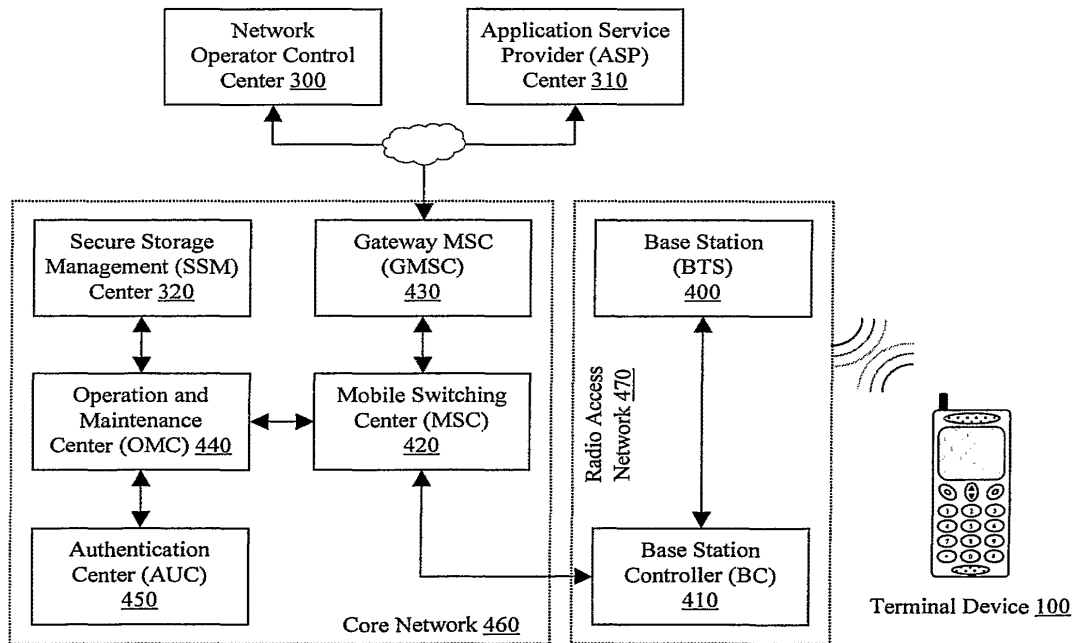 Network
Operator Control
Center 300
Application Service
Provider (ASP)
Center 310
Secure Storage
Management (SSM)
Center 320
Gateway MSC
(GMSC)
430
Base Station
(BTS)
400
Operation and
Maintenance
Center (OMC) 440
Mobile Switching
Center (MSC)
420
Radio Access
Network 470
Authentication
Center (AUC)
450
Base Station
Controller (BC)
410
Core Network 460
Terminal Device 100